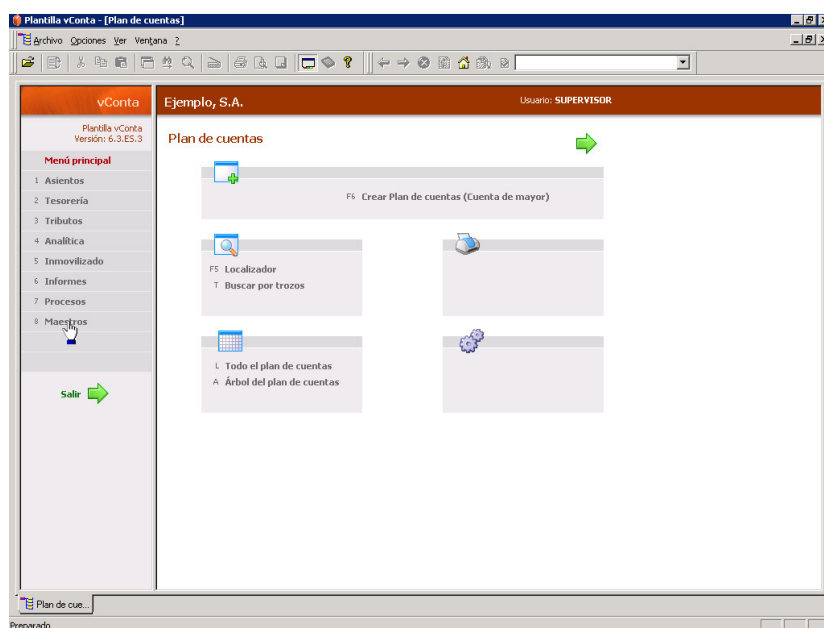 Plantilla vConta - [Plan de cuentas]
Archivo Opciones Ver Ventana ?
vConta
Ejemplo, S.A.
Usuario: SUPERVISOR
Plantilla vConta
Versión: 6.3.ES.3
Plan de cuentas
Menú principal
1 Asientos
2 Tesorería
3 Tributos
4 Analítica
5 Inmovilizado
6 Informes
7 Procesos
8 Maestros
Salir
F6 Crear Plan de cuentas (Cuenta de mayor)
F5 Localizador
T Buscar por trozos
L Todo el plan de cuentas
A Árbol del plan de cuentas
Plan de cue...
Preparado